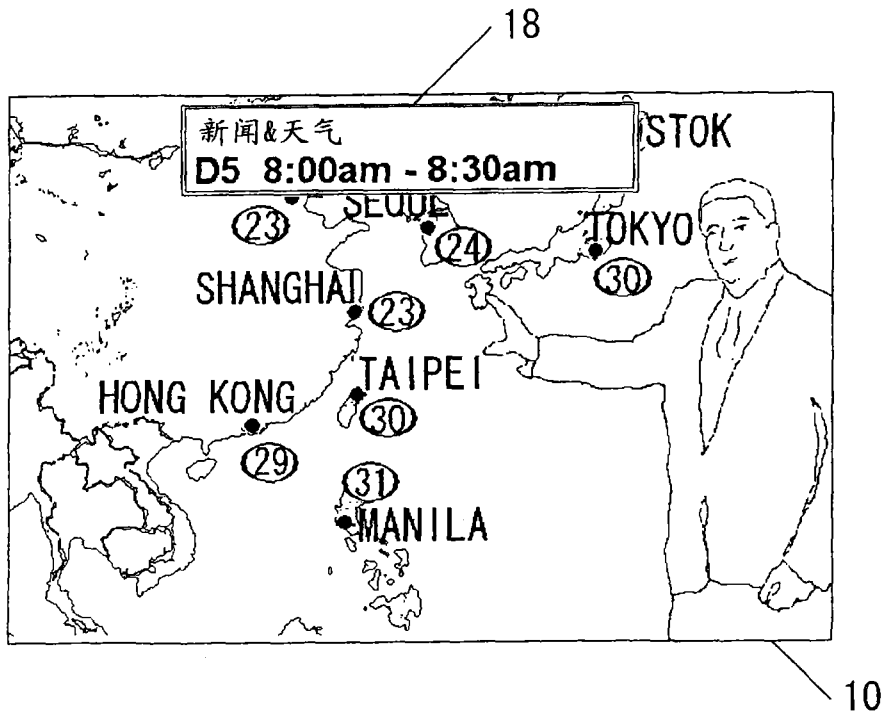 18
新闻&天气
D5 8:00am - 8:30am
STOK
23
SEOUL
24
TOKYO
30
SHANGHAI
23
TAIPEI
30
HONG KONG
29
31
MANILA
10